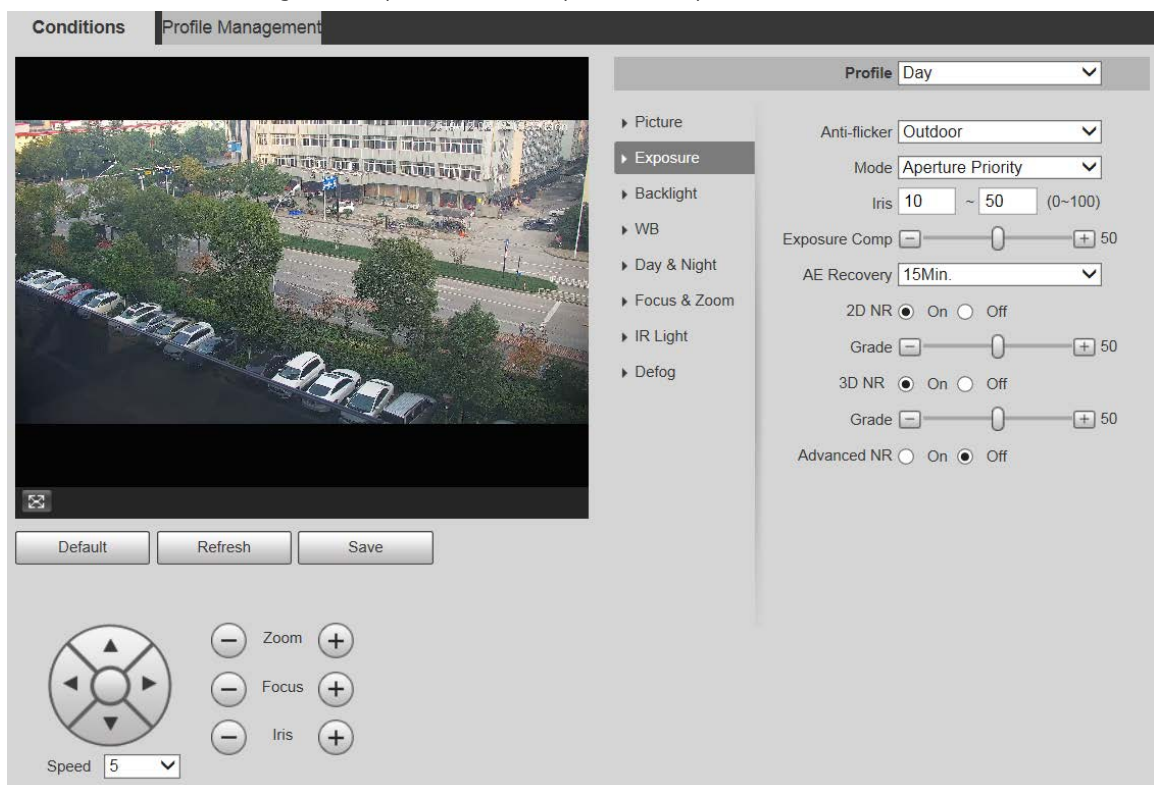 Conditions Profile Management
Profile Day
Picture
Exposure
Backlight
WB
Day & Night
Focus & Zoom
IR Light
Defog
Anti-flicker Outdoor
Mode Aperture Priority
Iris 10 ~ 50 (0~100)
Exposure Comp - + 50
AE Recovery 15Min.
2D NR On Off
Grade - + 50
3D NR On Off
Grade - + 50
Advanced NR On Off
Default Refresh Save
- Zoom +
- Focus +
- Iris +
Speed 5